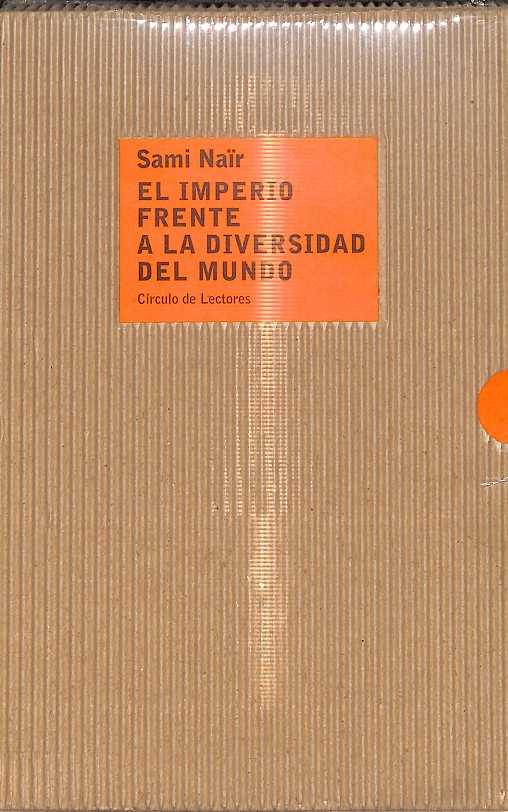 Sami Naïr
EL IMPERIO
FRENTE
A LA DIVERSIDAD
DEL MUNDO
Círculo de Lectores